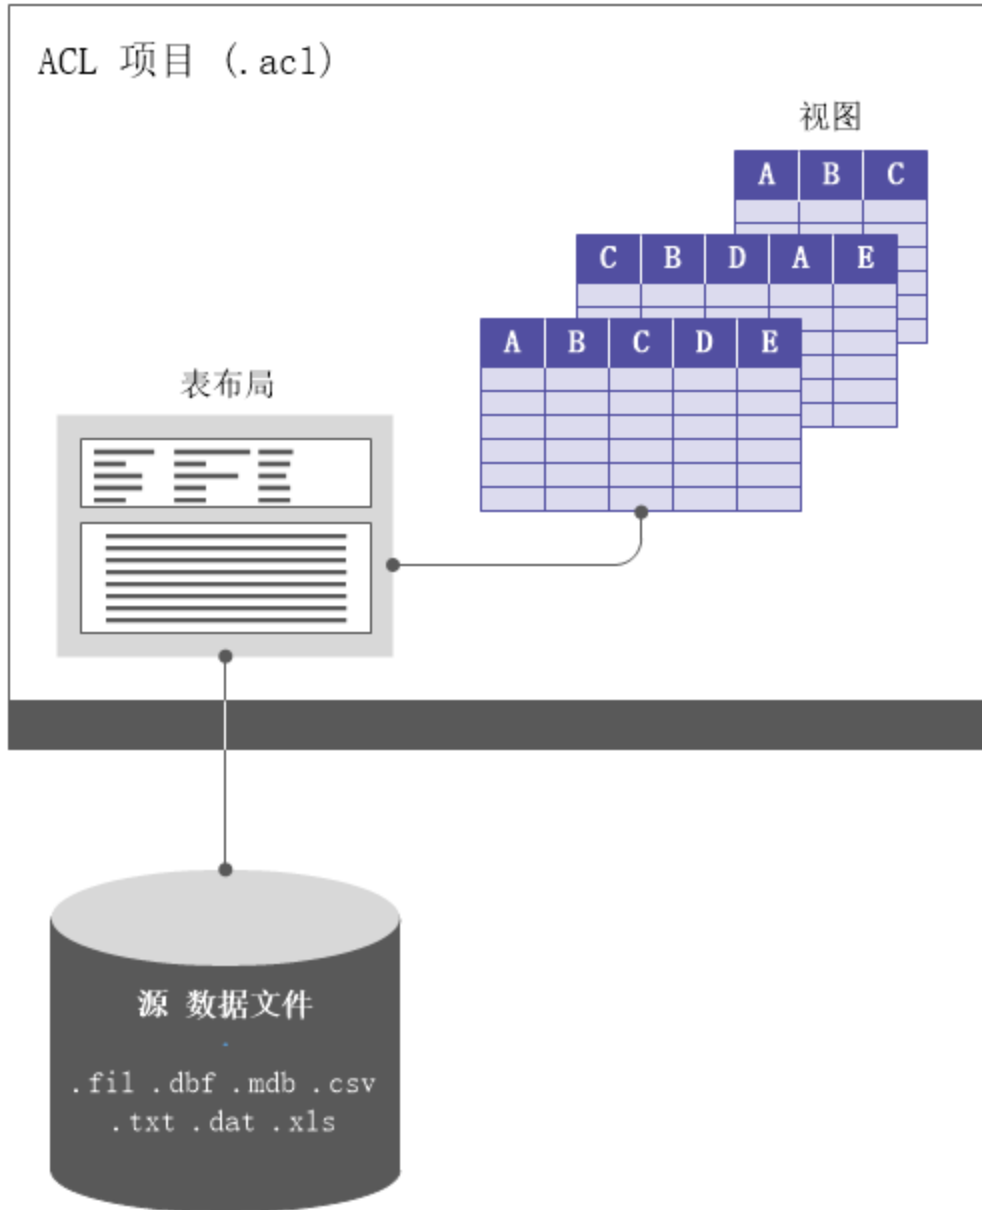 ACL 项目 (.acl)
视图
A B C
C B D A E
A B C D E
表布局
源 数据文件
.fil .dbf .mdb .csv
.txt .dat .xls